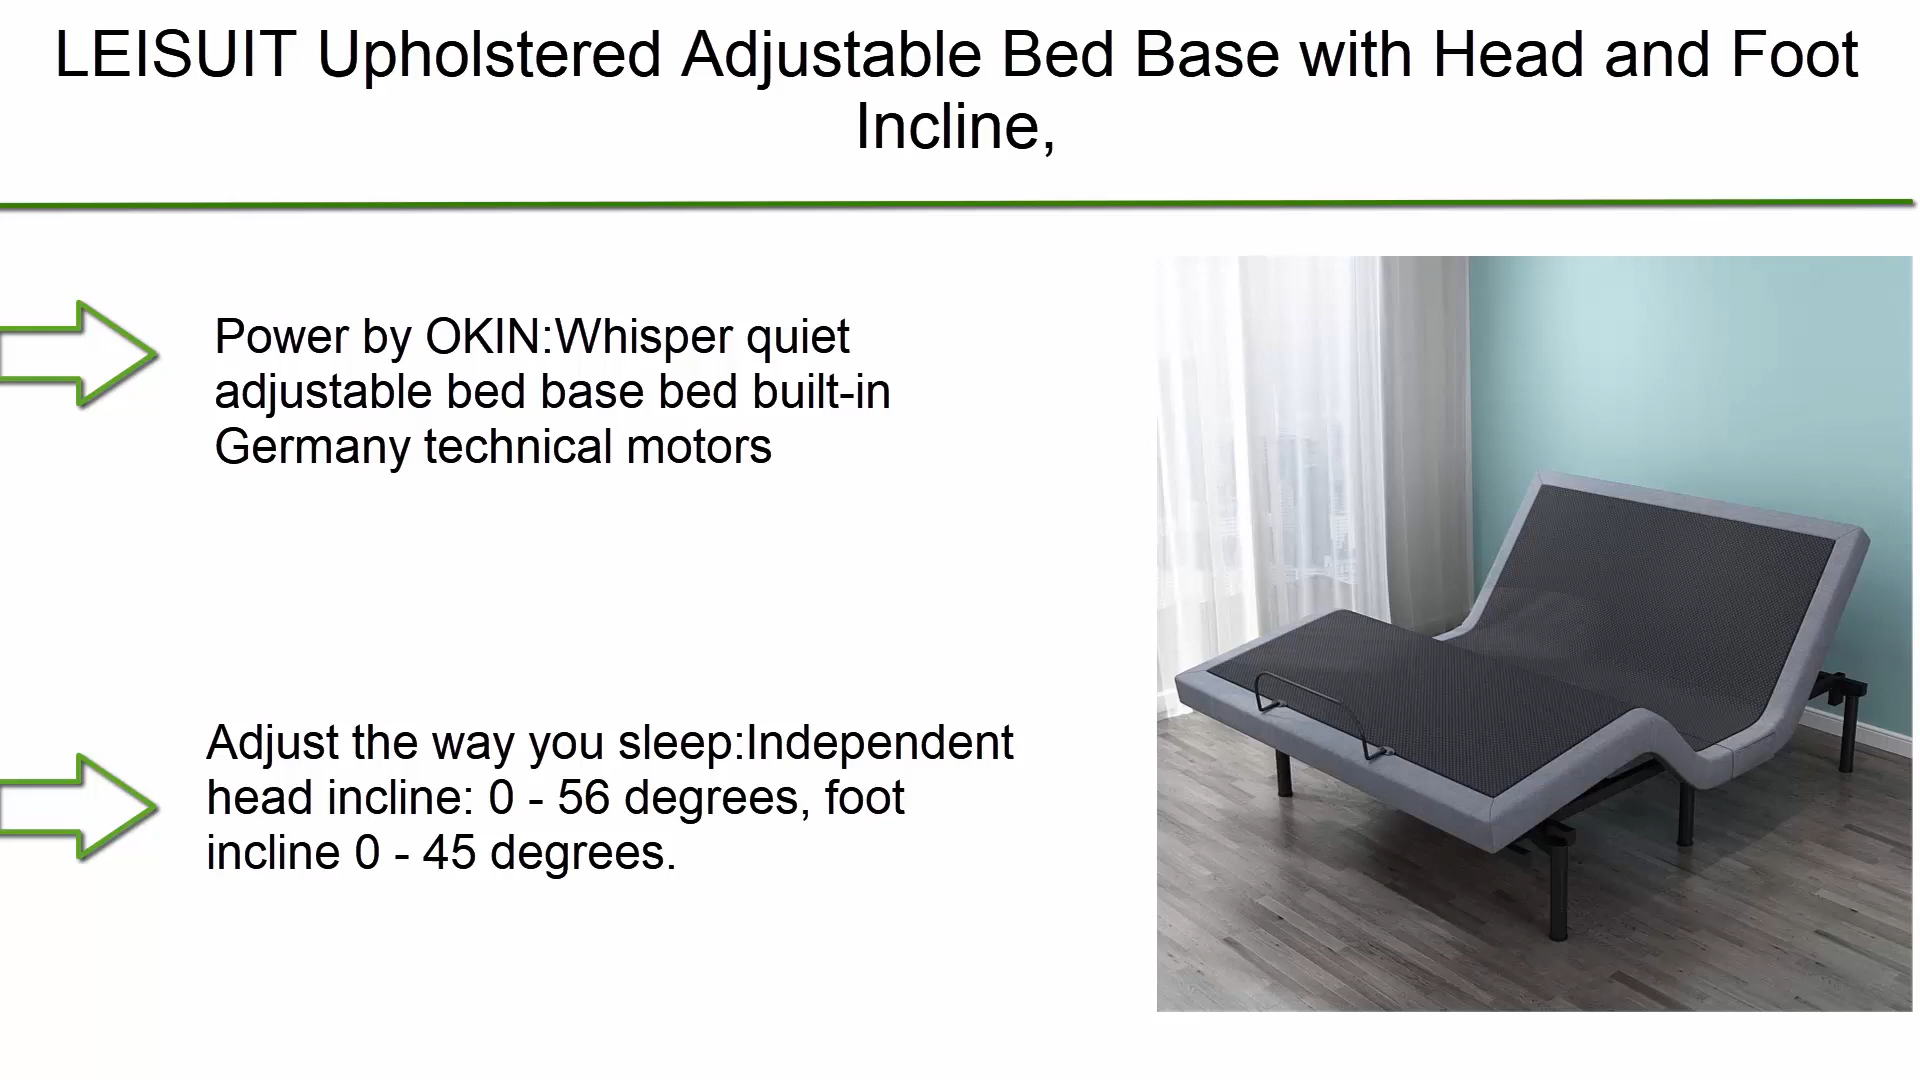 LEISUIT Upholstered Adjustable Bed Base with Head and Foot
Incline,
Power by OKIN:Whisper quiet
adjustable bed base bed built-in
Germany technical motors
Adjust the way you sleep:Independent
head incline: 0 - 56 degrees, foot
incline 0 - 45 degrees.